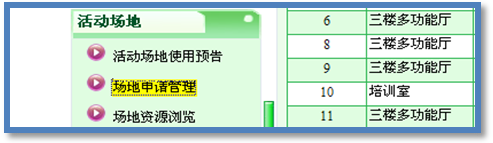 活动场地
活动场地使用预告
场地申请管理
场地资源浏览
6 三楼多功能厅
8 三楼多功能厅
9 三楼多功能厅
10 培训室
11 三楼多功能厅